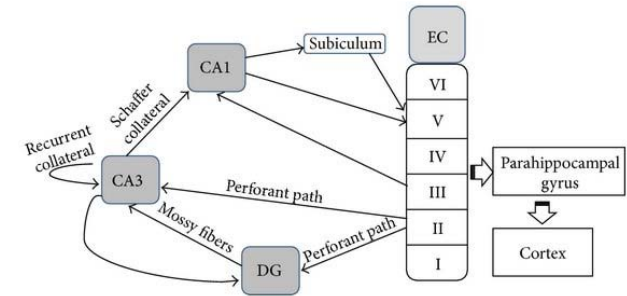 Subiculum
EC
CA1
VI
V
IV
III
II
I
Schaffer
collateral
Recurrent
collateral
CA3
Perforant path
Mossy fibers
Perforant path
DG
Parahippocampal
gyrus
Cortex